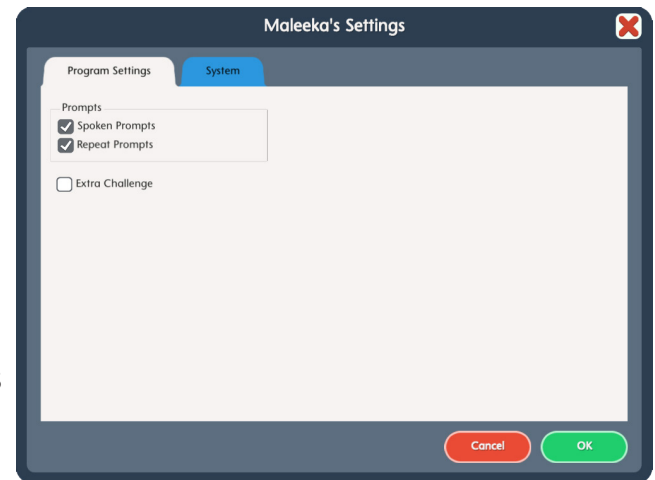 Maleeka's Settings
Program Settings
System
Prompts
Spoken Prompts
Repeat Prompts
Extra Challenge
Cancel
OK